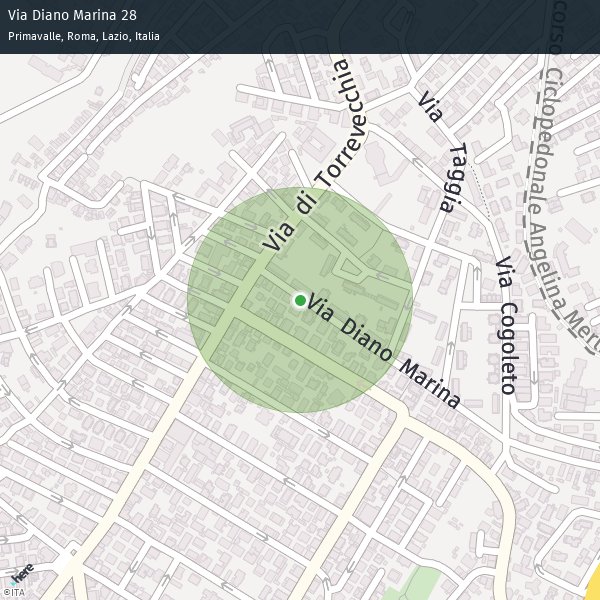 Via Diano Marina 28
Primavalle, Roma, Lazio, Italia
Via di Torrevecchia
Via Taggia
corso Ciclopedonale Angelina Merl
Via Cogoleto
Via Diano Marina
here
©ITA